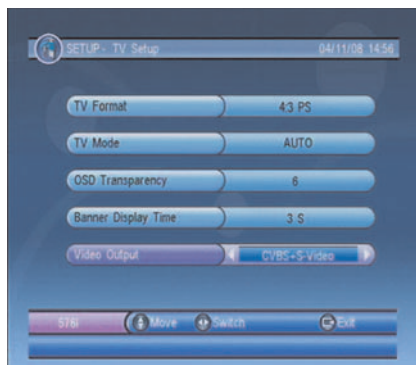 SETUP - TV Setup 04/11/08 14:56
TV Format 4:3 PS
TV Mode AUTO
OSD Transparency 6
Banner Display Time 3 S
Video Output CVBS+S-Video
576i Move Switch Exit